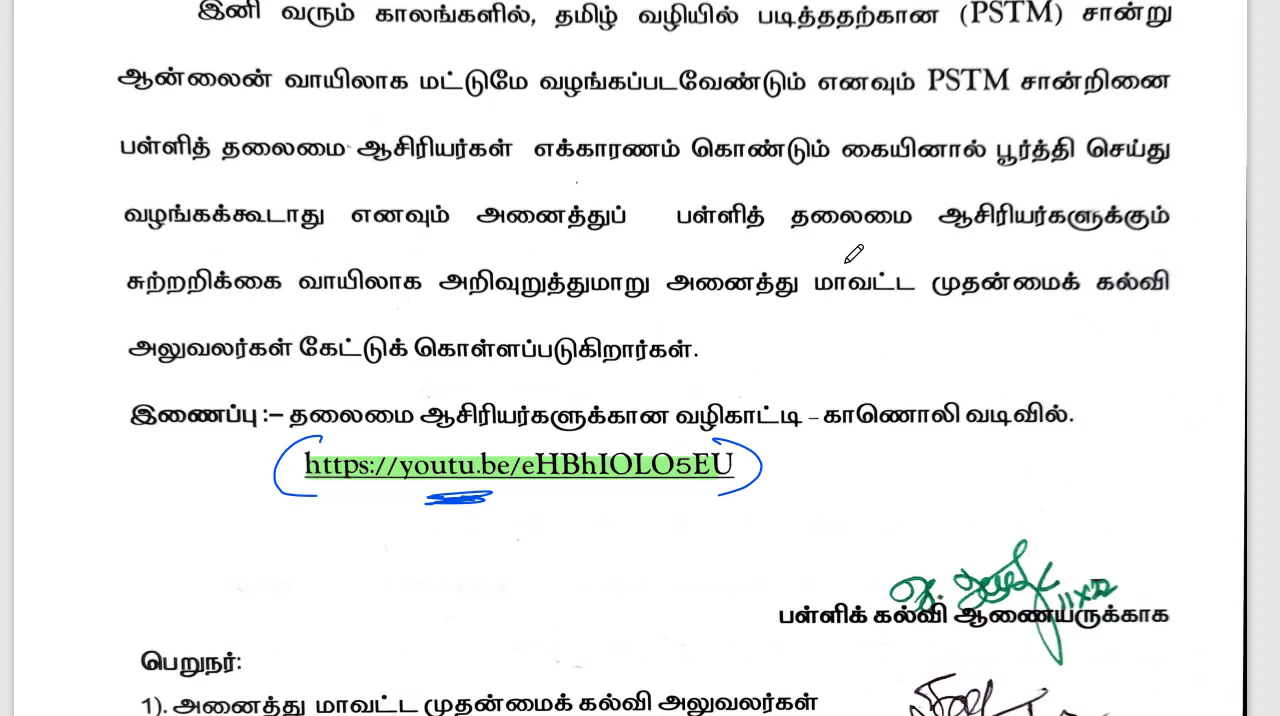 இனி வரும் காலங்களில், தமிழ் வழியில் படித்ததற்கான (PSTM) சான்று
ஆன்லைன் வாயிலாக மட்டுமே வழங்கப்படவேண்டும் எனவும் PSTM சான்றினை
பள்ளித் தலைமை ஆசிரியர்கள் எக்காரணம் கொண்டும் கையினால் பூர்த்தி செய்து
வழங்கக்கூடாது எனவும் அனைத்துப் பள்ளித் தலைமை ஆசிரியர்களுக்கும்
சுற்றறிக்கை வாயிலாக அறிவுறுத்துமாறு அனைத்து மாவட்ட முதன்மைக் கல்வி
அலுவலர்கள் கேட்டுக் கொள்ளப்படுகிறார்கள்.
இணைப்பு :– தலைமை ஆசிரியர்களுக்கான வழிகாட்டி – காணொலி வடிவில்.
https://youtu.be/eHBhIOLO5EU
பள்ளிக் கல்வி ஆணையருக்காக
பெறுநர்:
1). அனைத்து மாவட்ட முதன்மைக் கல்வி அலுவலர்கள்